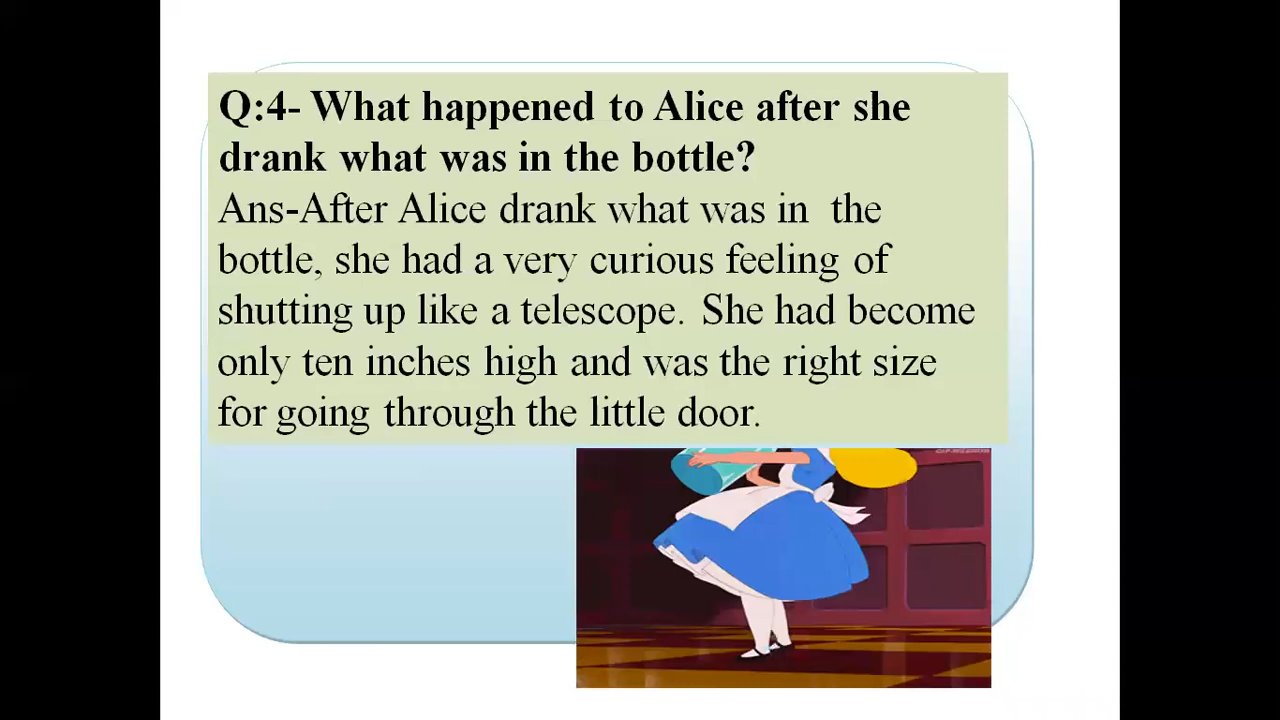 Q:4- What happened to Alice after she
drank what was in the bottle?
Ans-After Alice drank what was in the
bottle, she had a very curious feeling of
shutting up like a telescope. She had become
only ten inches high and was the right size
for going through the little door.